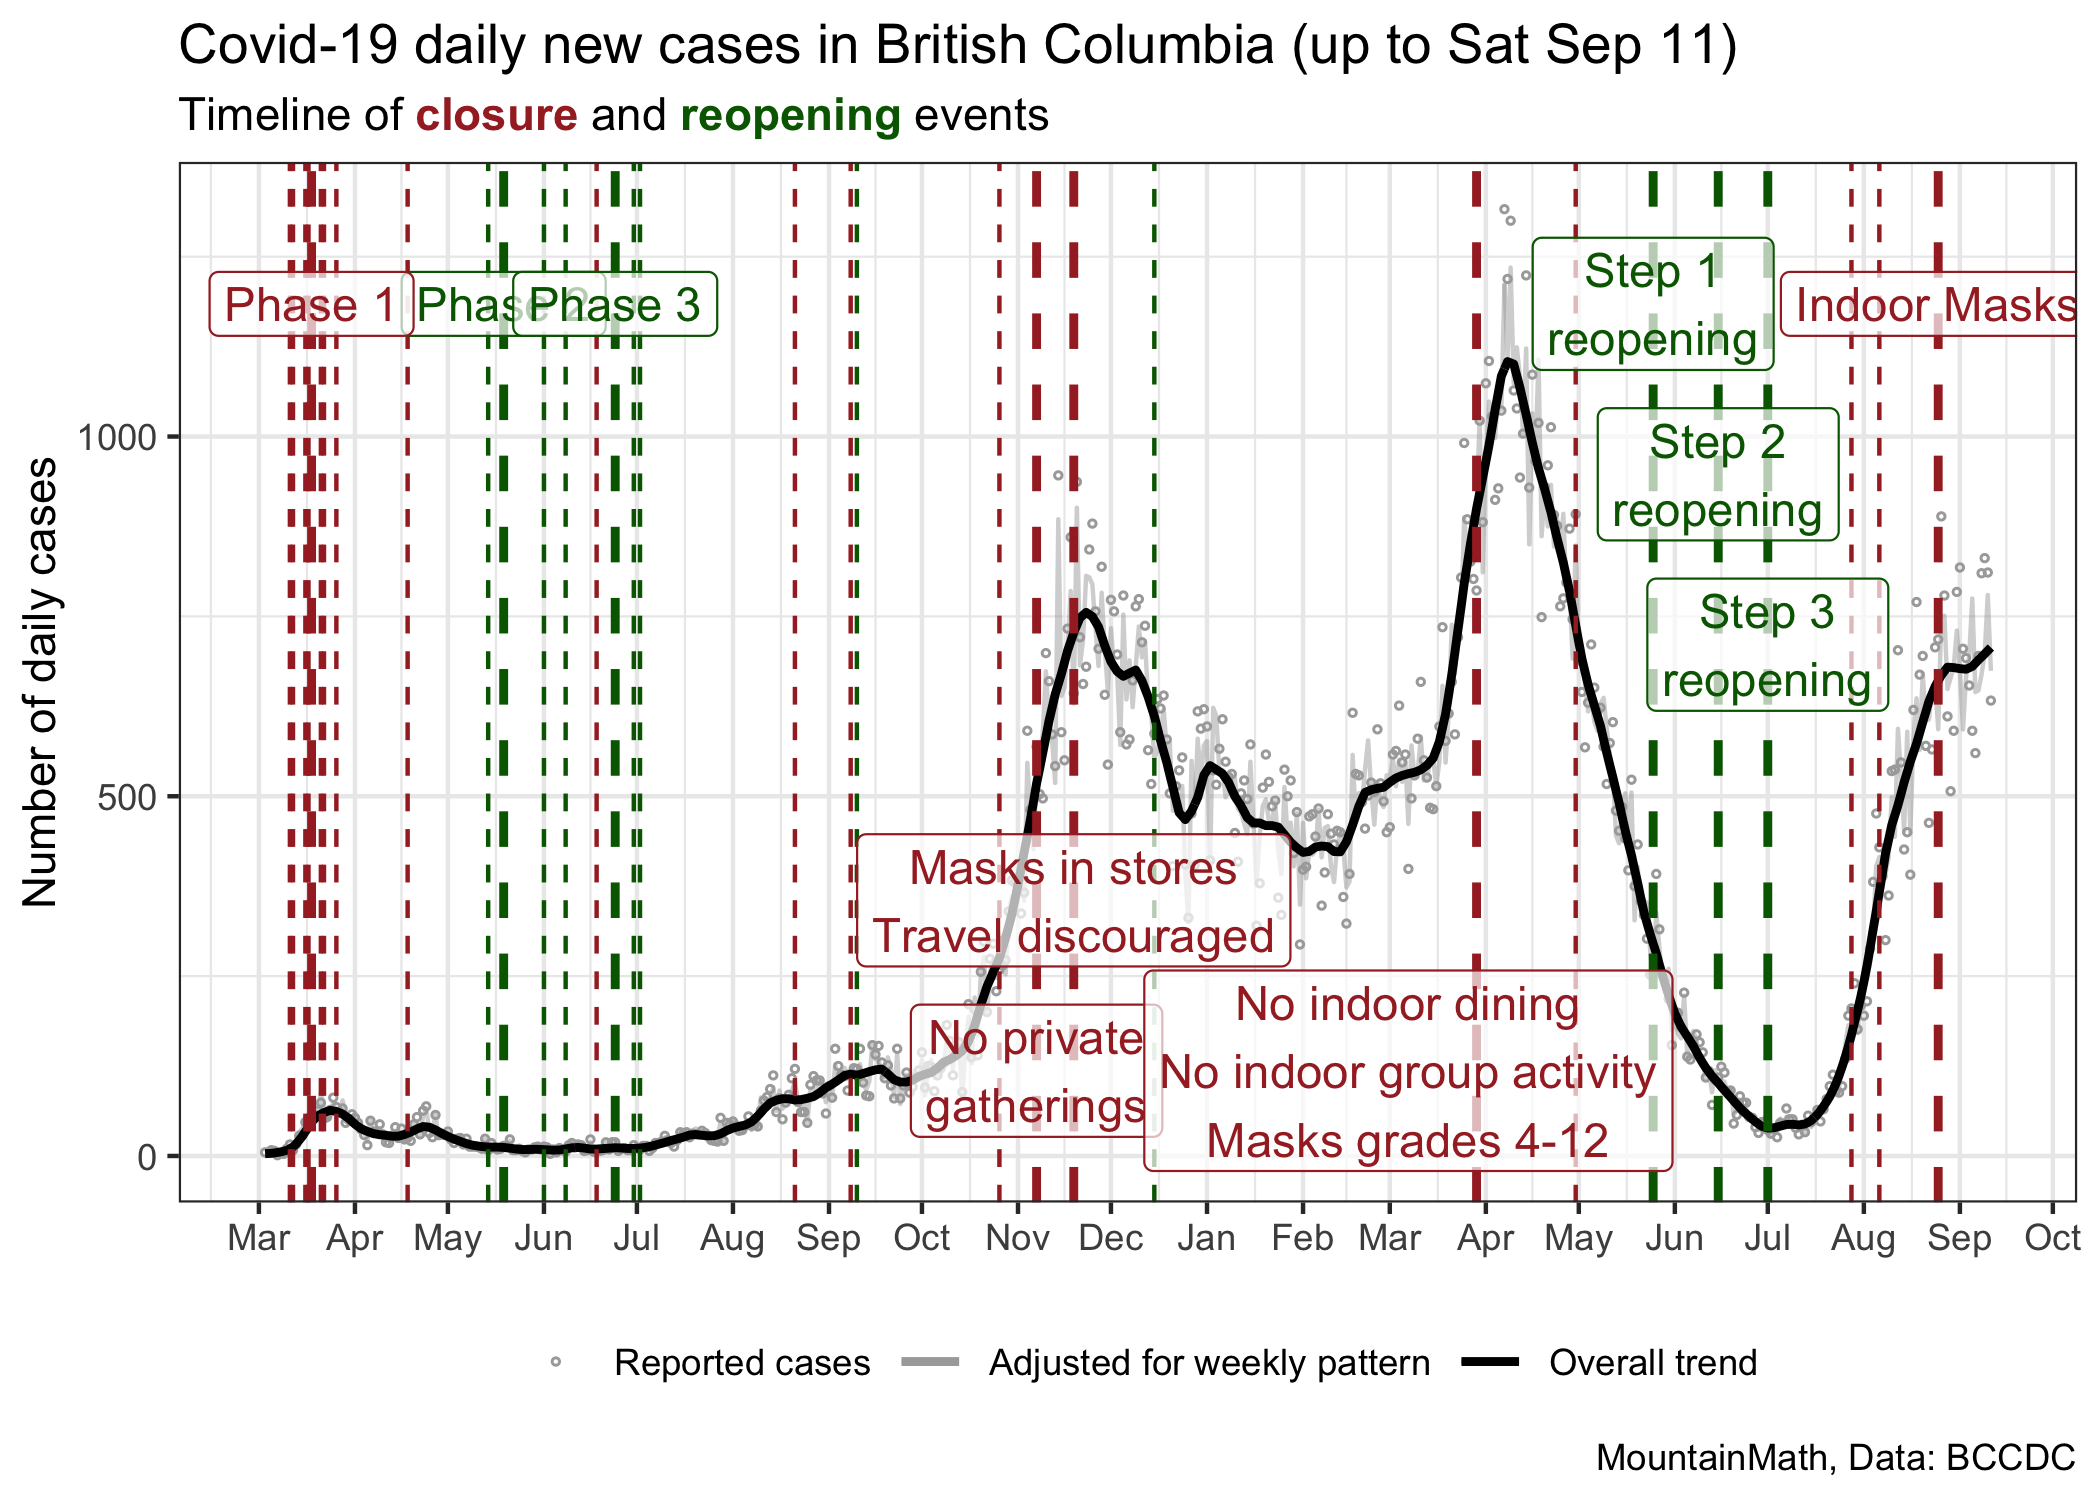 Covid-19 daily new cases in British Columbia (up to Sat Sep 11)
Timeline of closure and reopening events
Number of daily cases
1000
500
0
Phase 1
Phase 2
Phase 3
Step 1
reopening
Indoor Masks
Step 2
reopening
Step 3
reopening
Masks in stores
Travel discouraged
No private
gatherings
No indoor dining
No indoor group activity
Masks grades 4-12
Mar Apr May Jun Jul Aug Sep Oct Nov Dec Jan Feb Mar Apr May Jun Jul Aug Sep Oct
Reported cases Adjusted for weekly pattern Overall trend
MountainMath, Data: BCCDC